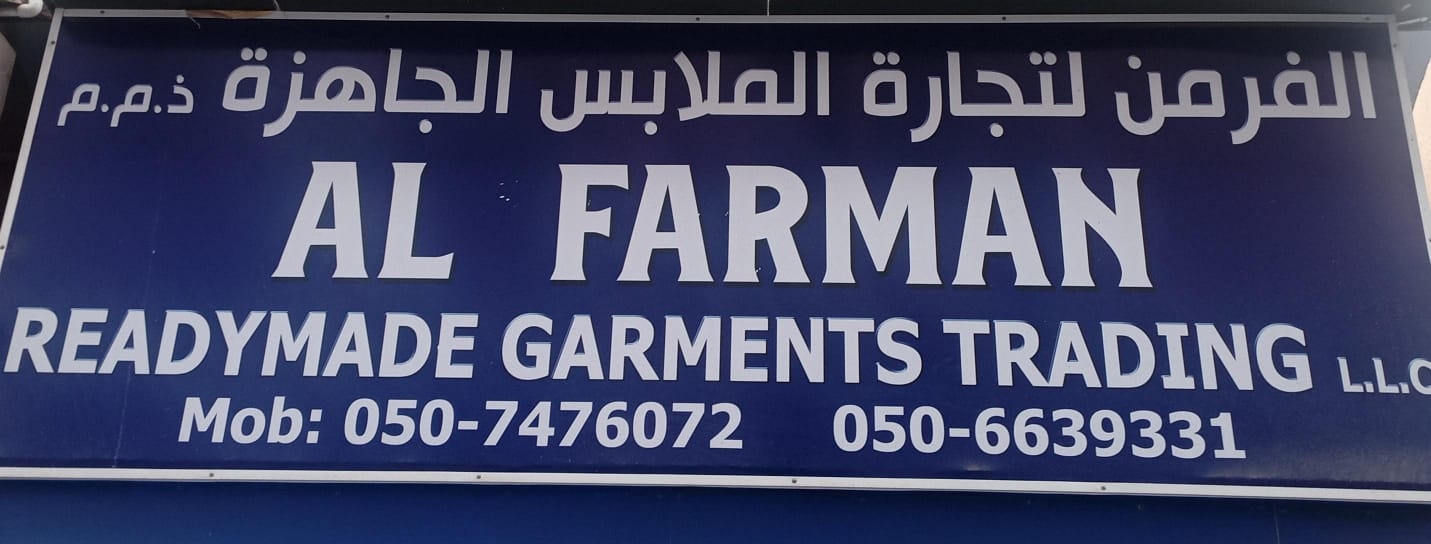 الفرمن لتجارة الملابس الجاهزة ذ.م.م
AL FARMAN
READYMADE GARMENTS TRADING L.L.C
Mob: 050-7476072 050-6639331